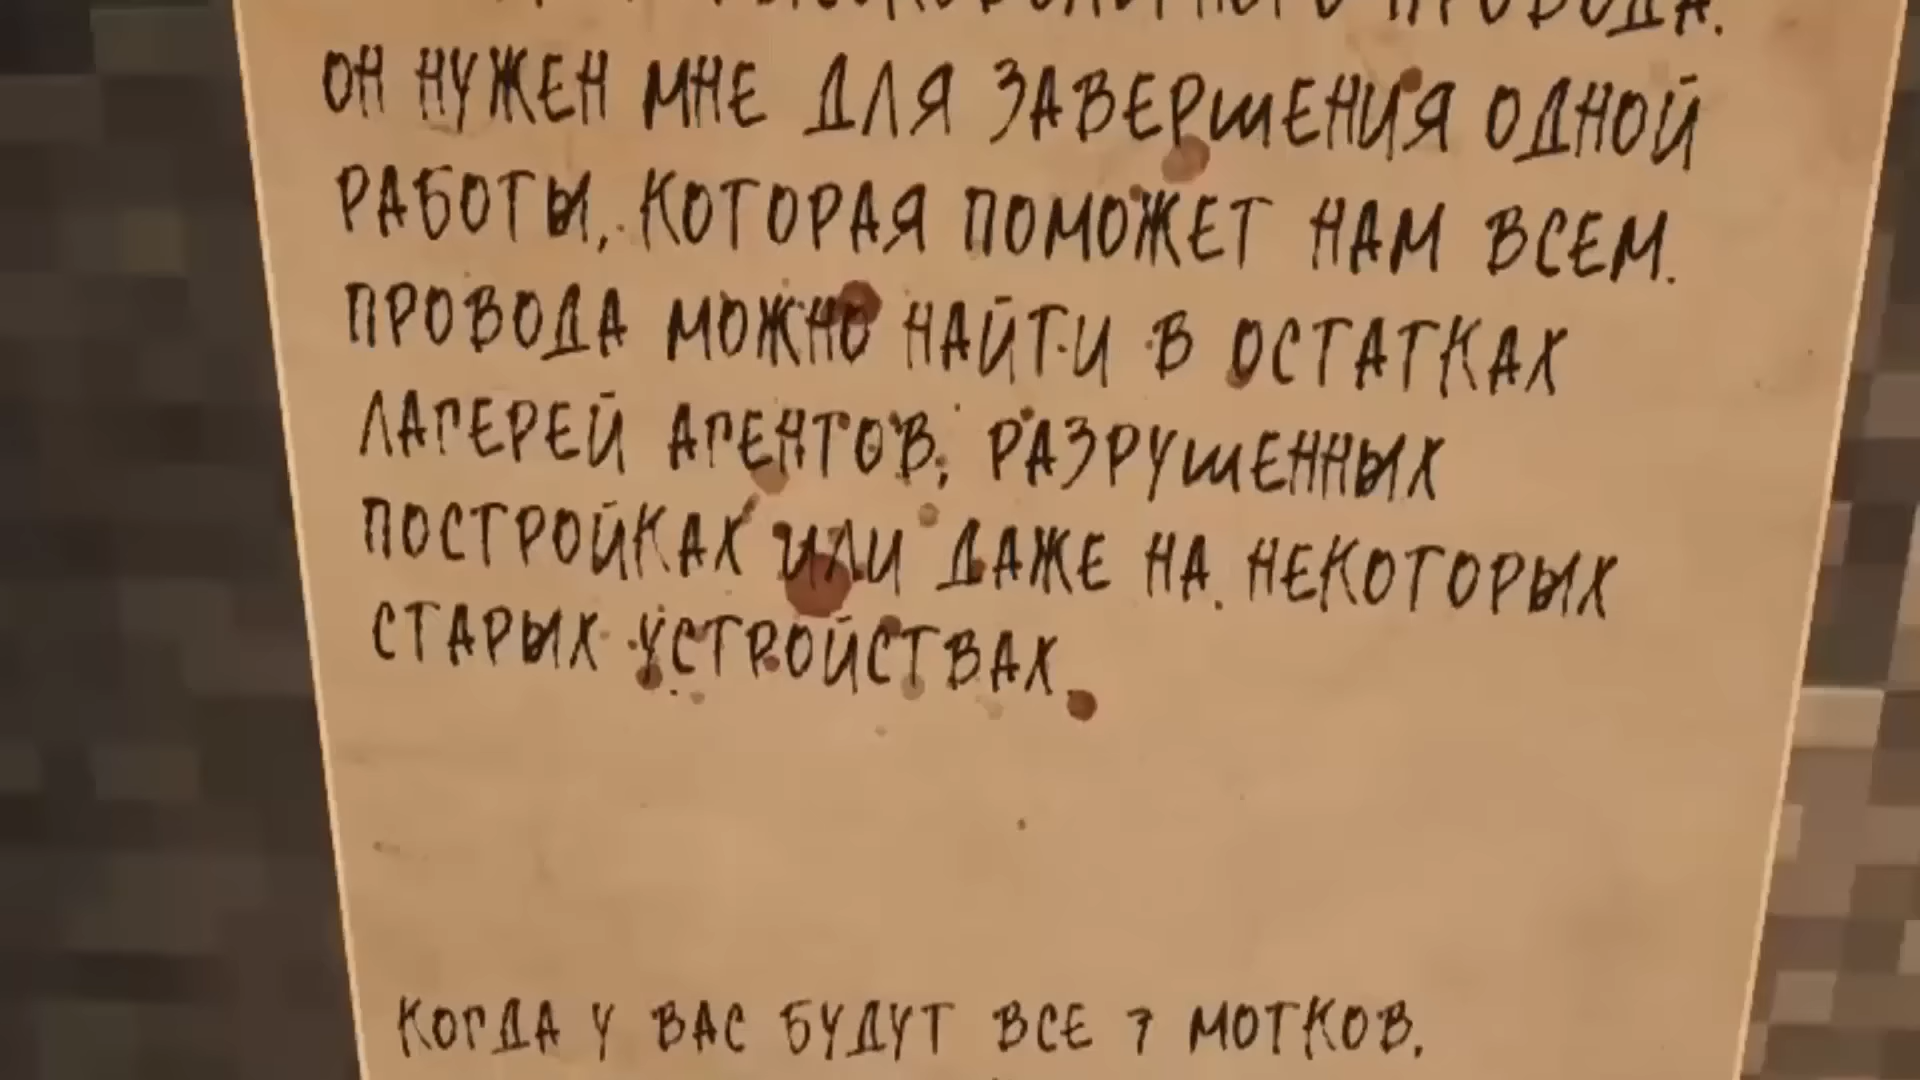 провода.
Он нужен мне для завершения одной
работы, которая поможет нам всем.
Провода можно найти в остатках
лагерей агентов, разрушенных
постройках или даже на некоторых
старых устройствах.
Когда у вас будут все 7 мотков,